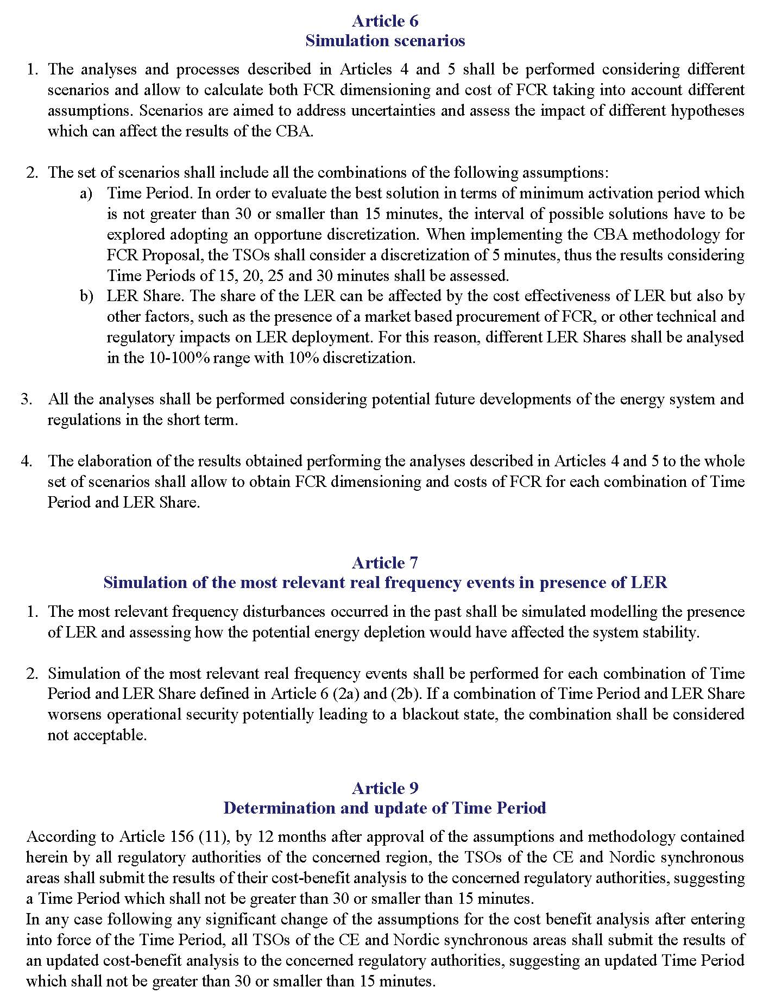 Article 6
Simulation scenarios
1. The analyses and processes described in Articles 4 and 5 shall be performed considering different
scenarios and allow to calculate both FCR dimensioning and cost of FCR taking into account different
assumptions. Scenarios are aimed to address uncertainties and assess the impact of different hypotheses
which can affect the results of the CBA.
2. The set of scenarios shall include all the combinations of the following assumptions:
a) Time Period. In order to evaluate the best solution in terms of minimum activation period which
is not greater than 30 or smaller than 15 minutes, the interval of possible solutions have to be
explored adopting an opportune discretization. When implementing the CBA methodology for
FCR Proposal, the TSOs shall consider a discretization of 5 minutes, thus the results considering
Time Periods of 15, 20, 25 and 30 minutes shall be assessed.
b) LER Share. The share of the LER can be affected by the cost effectiveness of LER but also by
other factors, such as the presence of a market based procurement of FCR, or other technical and
regulatory impacts on LER deployment. For this reason, different LER Shares shall be analysed
in the 10-100% range with 10% discretization.
3. All the analyses shall be performed considering potential future developments of the energy system and
regulations in the short term.
4. The elaboration of the results obtained performing the analyses described in Articles 4 and 5 to the whole
set of scenarios shall allow to obtain FCR dimensioning and costs of FCR for each combination of Time
Period and LER Share.
Article 7
Simulation of the most relevant real frequency events in presence of LER
1. The most relevant frequency disturbances occurred in the past shall be simulated modelling the presence
of LER and assessing how the potential energy depletion would have affected the system stability.
2. Simulation of the most relevant real frequency events shall be performed for each combination of Time
Period and LER Share defined in Article 6 (2a) and (2b). If a combination of Time Period and LER Share
worsens operational security potentially leading to a blackout state, the combination shall be considered
not acceptable.
Article 9
Determination and update of Time Period
According to Article 156 (11), by 12 months after approval of the assumptions and methodology contained
herein by all regulatory authorities of the concerned region, the TSOs of the CE and Nordic synchronous
areas shall submit the results of their cost-benefit analysis to the concerned regulatory authorities, suggesting
a Time Period which shall not be greater than 30 or smaller than 15 minutes.
In any case following any significant change of the assumptions for the cost benefit analysis after entering
into force of the Time Period, all TSOs of the CE and Nordic synchronous areas shall submit the results of
an updated cost-benefit analysis to the concerned regulatory authorities, suggesting an updated Time Period
which shall not be greater than 30 or smaller than 15 minutes.